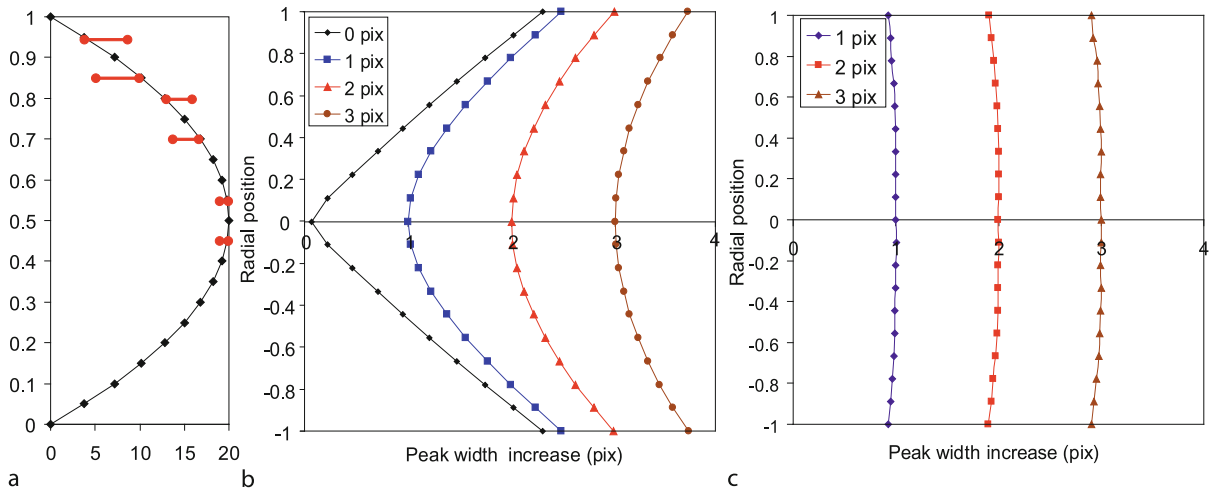 1
0.9
0.8
0.7
0.6
0.5
0.4
0.3
0.2
0.1
0
0 5 10 15 20
a
1
0.8
0.6
0.4
0.2
0
-0.2
-0.4
-0.6
-0.8
-1
Radial position
0 pix
1 pix
2 pix
3 pix
0 1 2 3 4
Peak width increase (pix)
b
1
0.8
0.6
0.4
0.2
0
-0.2
-0.4
-0.6
-0.8
-1
Radial position
1 pix
2 pix
3 pix
0 1 2 3 4
Peak width increase (pix)
c